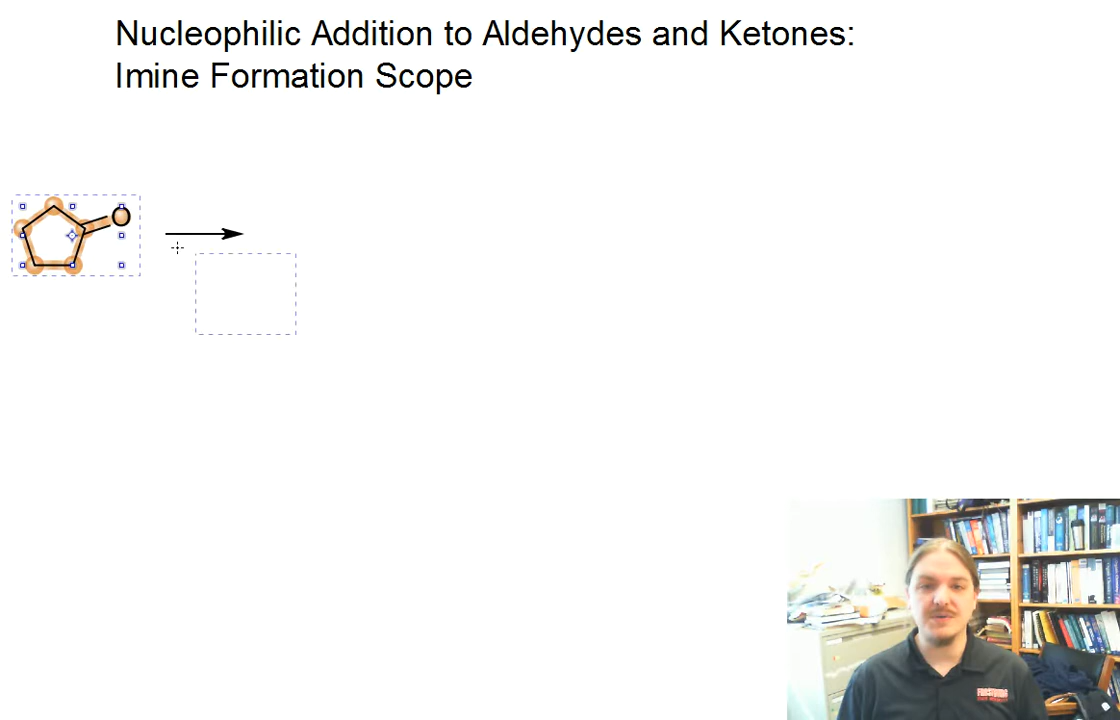 Nucleophilic Addition to Aldehydes and Ketones:
Imine Formation Scope
O